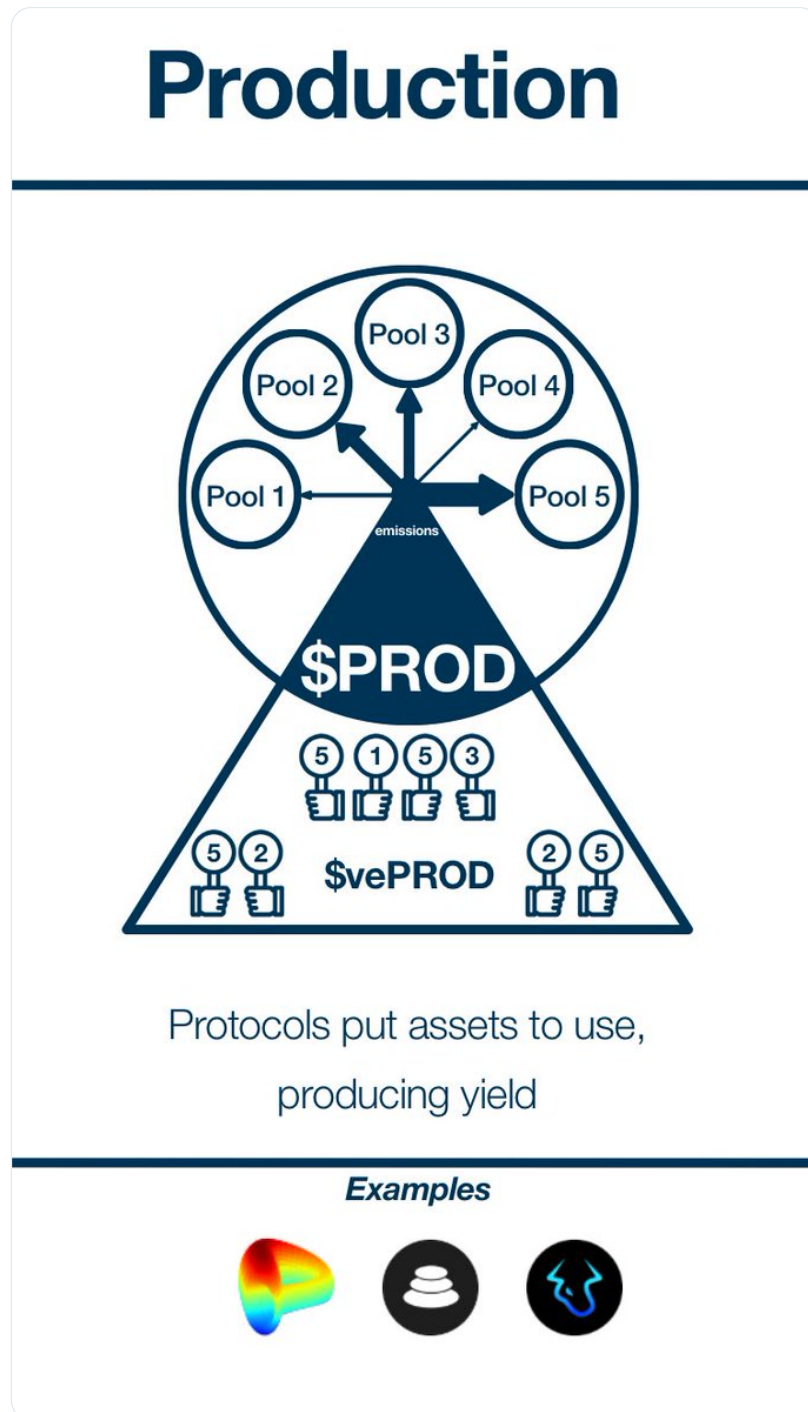 Production
Pool 3
Pool 2
Pool 4
Pool 1
Pool 5
emissions
$PROD
5 1 5 3
5 2
$vePROD
2 5
Protocols put assets to use,
producing yield
Examples